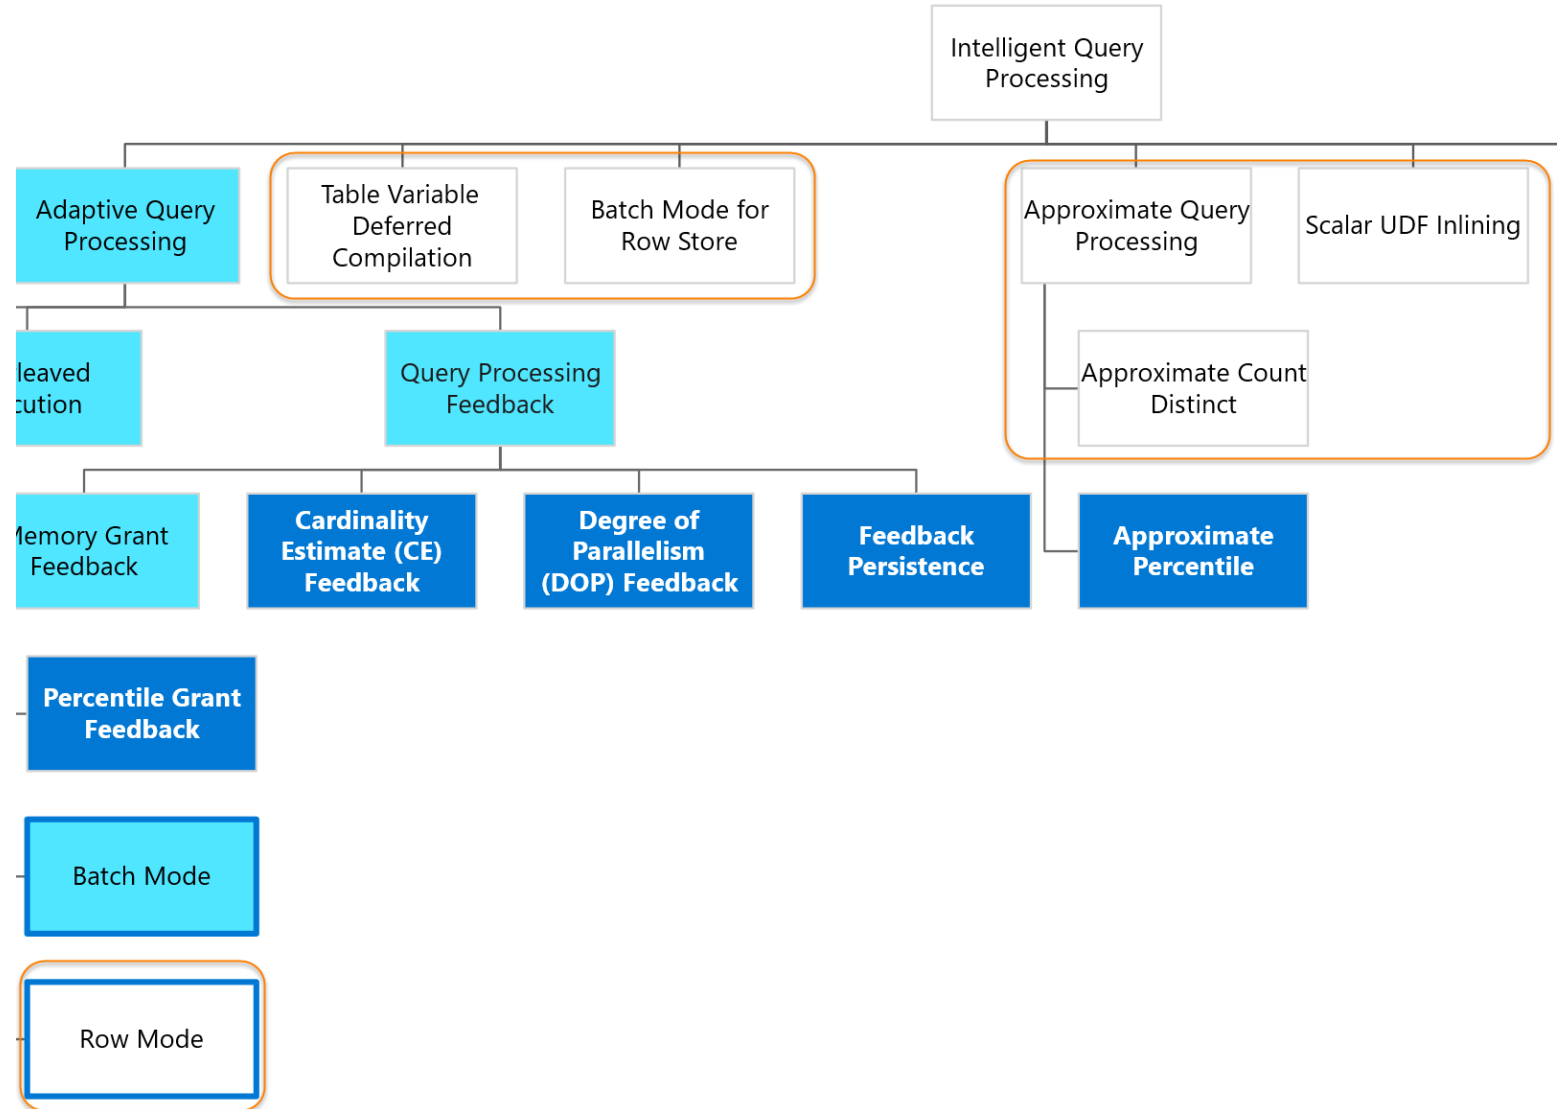 Intelligent Query
Processing
Adaptive Query
Processing
Table Variable
Deferred
Compilation
Batch Mode for
Row Store
Approximate Query
Processing
Scalar UDF Inlining
Query Processing
Feedback
Approximate Count
Distinct
Memory Grant
Feedback
Cardinality
Estimate (CE)
Feedback
Degree of
Parallelism
(DOP) Feedback
Feedback
Persistence
Approximate
Percentile
Percentile Grant
Feedback
Batch Mode
Row Mode